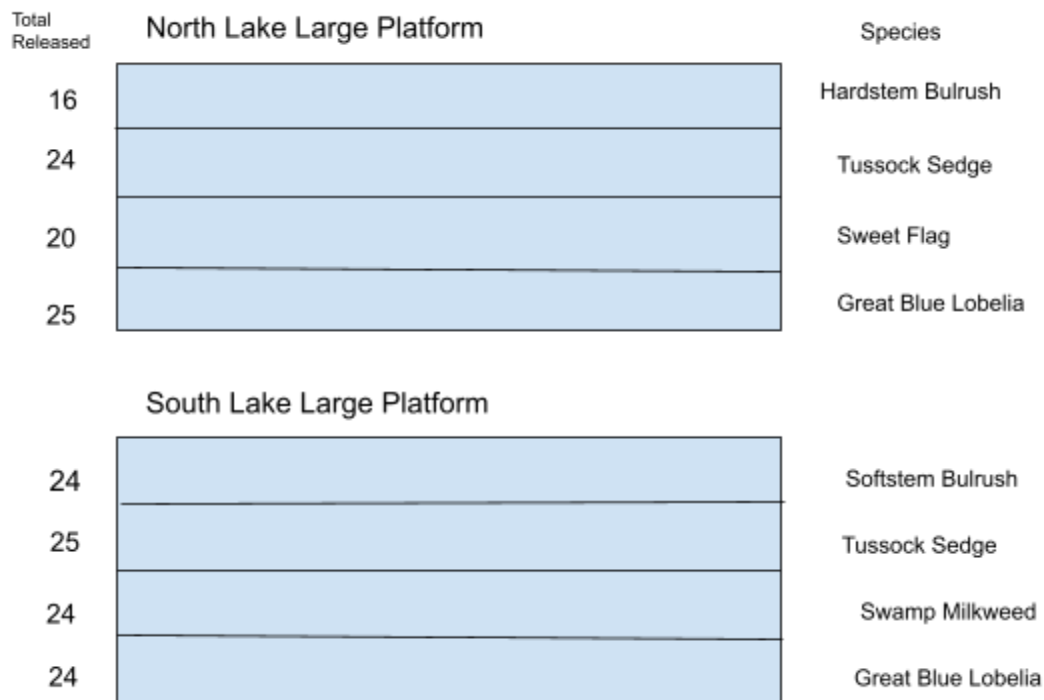 Total
Released
North Lake Large Platform
Species
16
Hardstem Bulrush
24
Tussock Sedge
20
Sweet Flag
25
Great Blue Lobelia
South Lake Large Platform
24
Softstem Bulrush
25
Tussock Sedge
24
Swamp Milkweed
24
Great Blue Lobelia